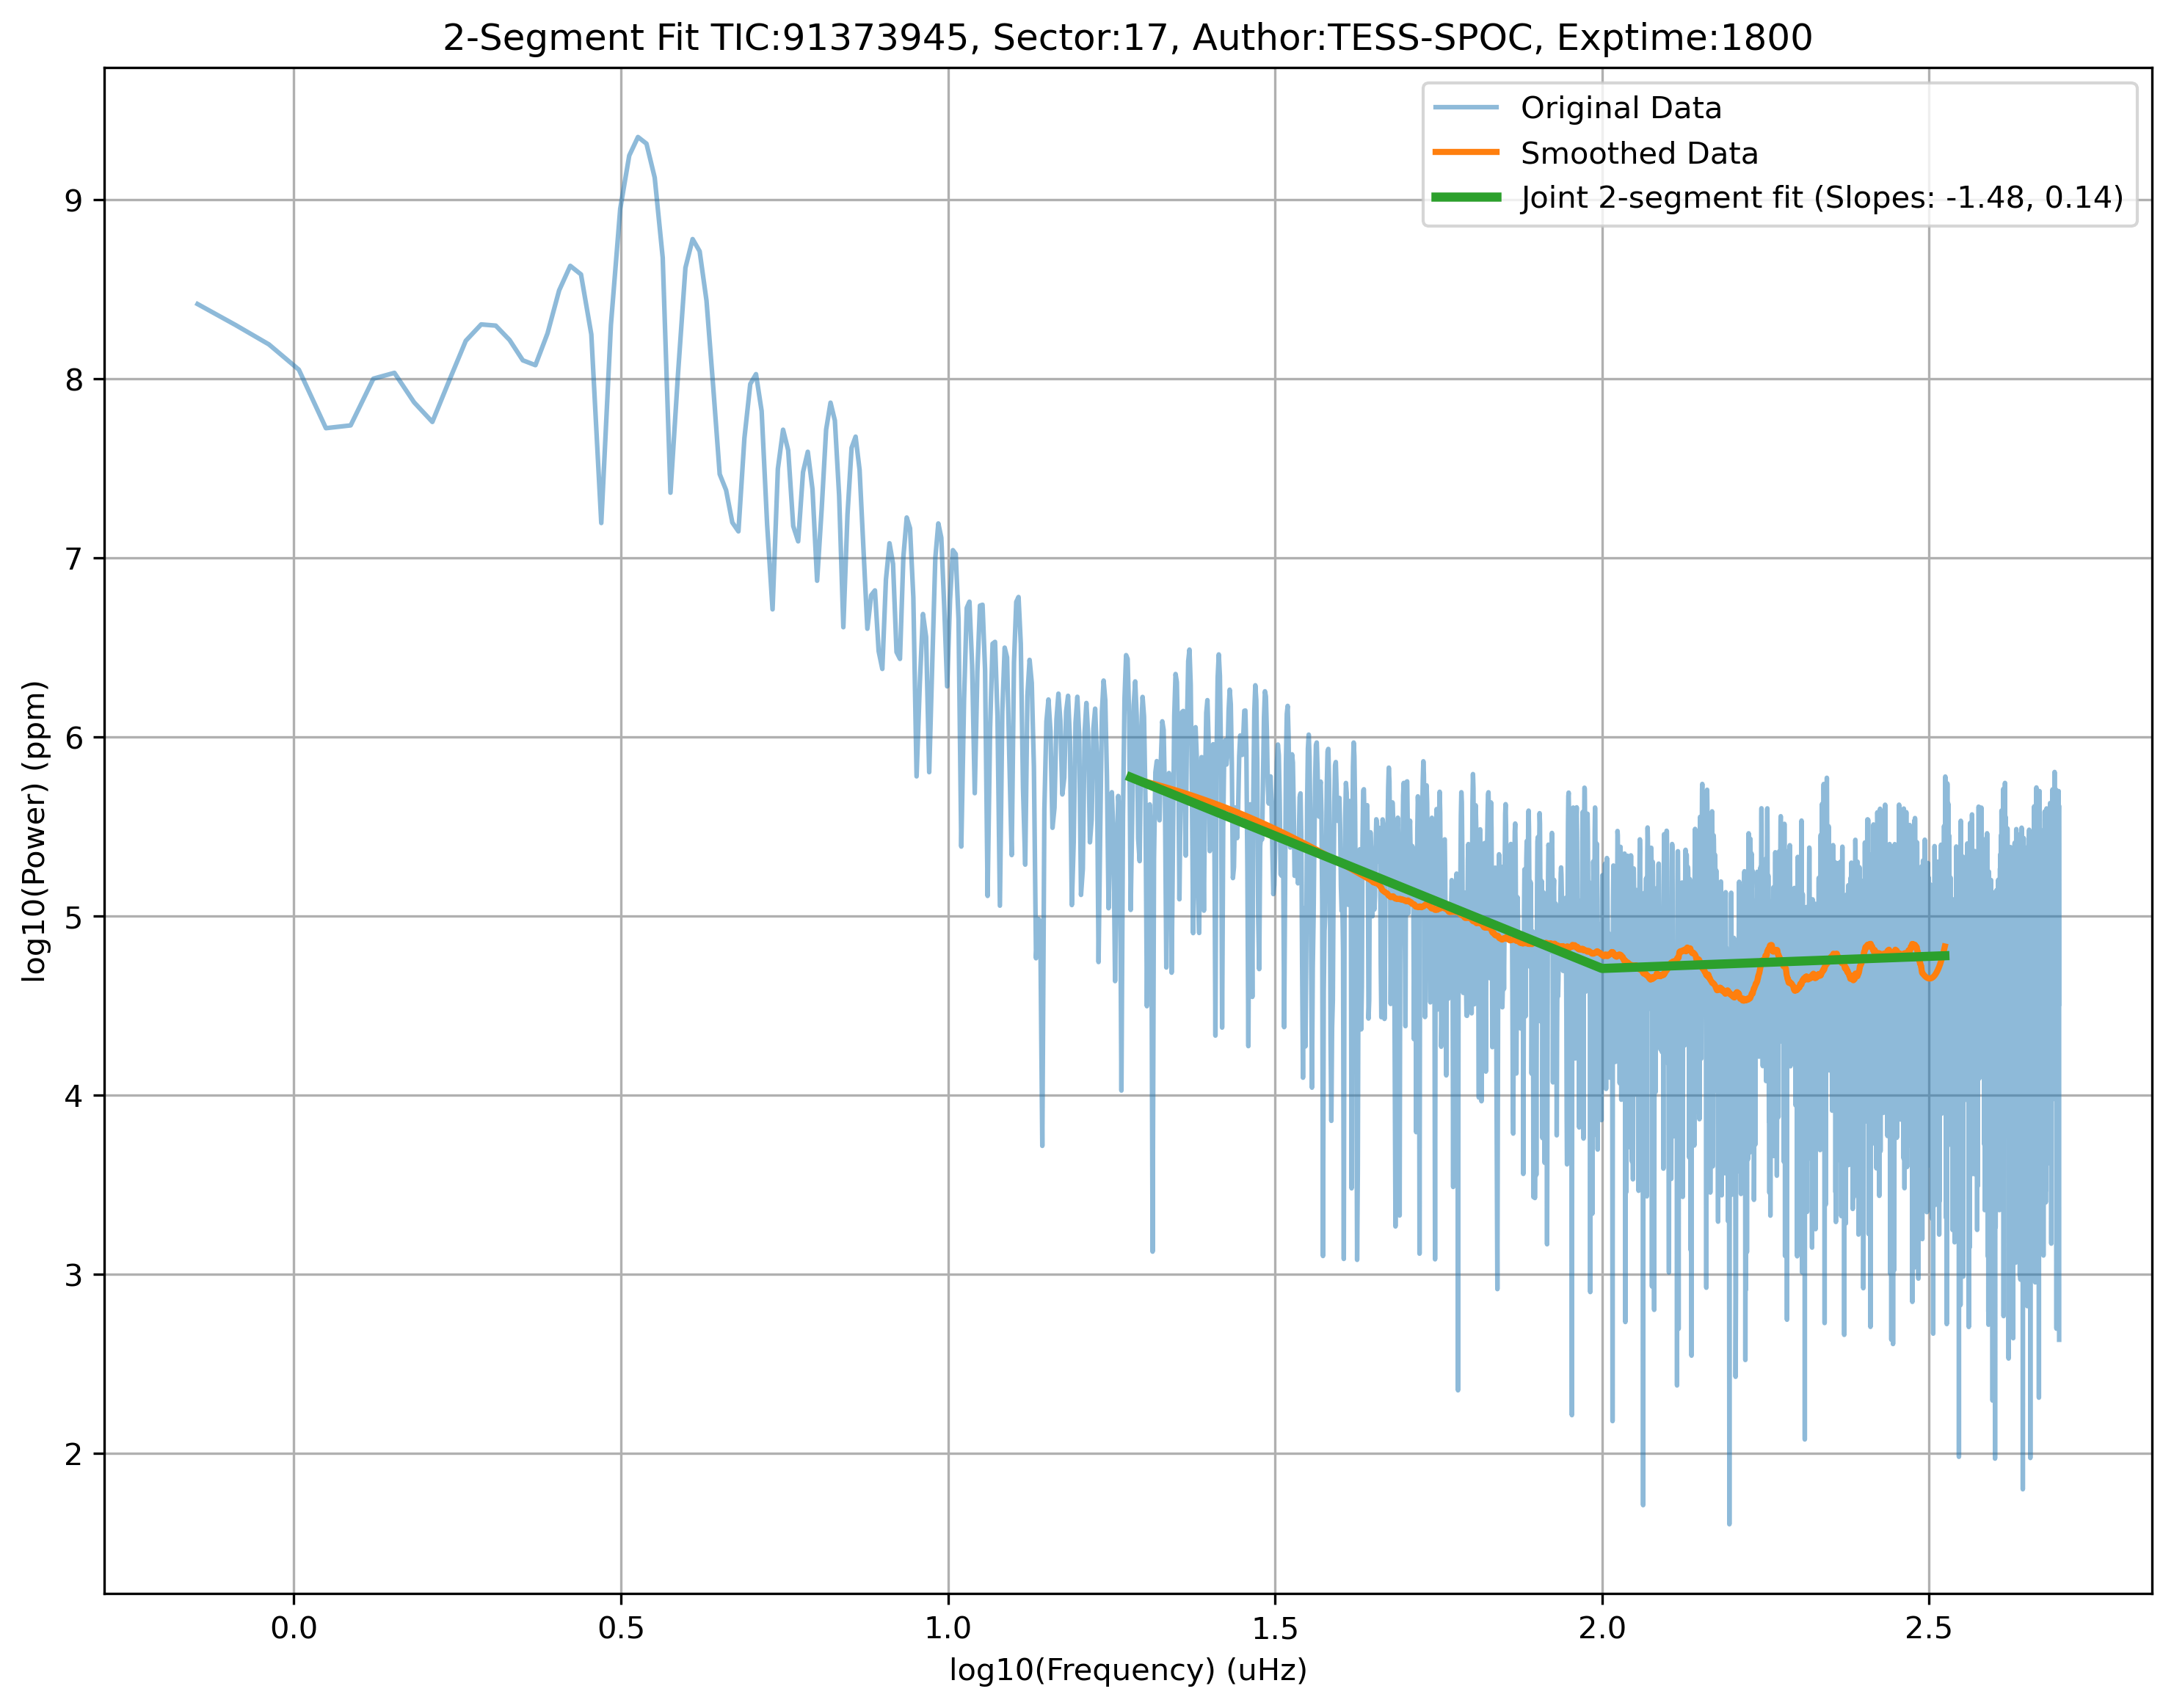 2-Segment Fit TIC:91373945, Sector:17, Author:TESS-SPOC, Exptime:1800
Original Data
Smoothed Data
Joint 2-segment fit (Slopes: -1.48, 0.14)
log10(Power) (ppm)
9
8
7
6
5
4
3
2
0.0 0.5 1.0 1.5 2.0 2.5
log10(Frequency) (uHz)